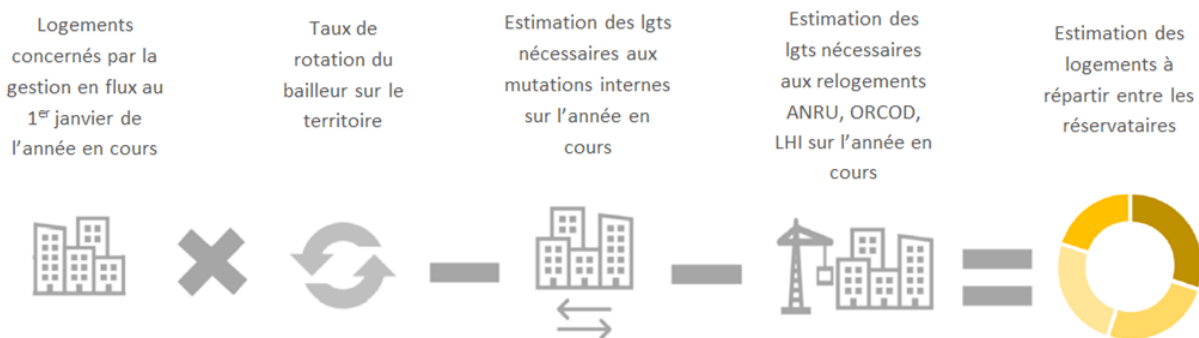 Logements
concernés par la
gestion en flux au
1er janvier de
l'année en cours
Taux de
rotation du
bailleur sur le
territoire
Estimation des lgts
nécessaires aux
mutations internes
sur l'année en
cours
Estimation des
lgts nécessaires
aux relogements
ANRU, ORCOD,
LHI sur l'année en
cours
Estimation des
logements à
répartir entre les
réservataires